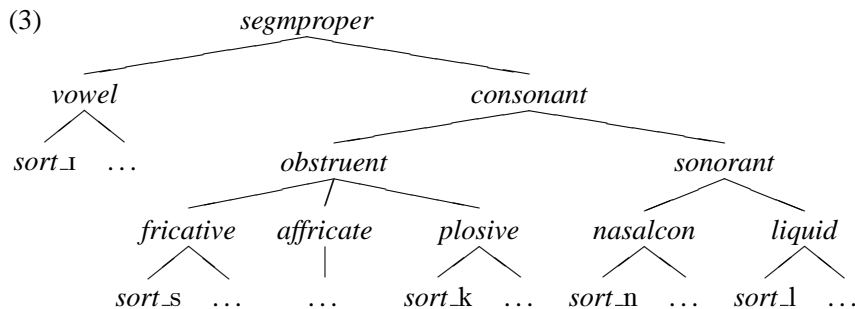 (3) segmproper
vowel consonant
sort_ɪ ... obstruent sonorant
fricative affricate plosive nasalcon liquid
sort_s ... ... sort_k ... sort_n ... sort_l ...